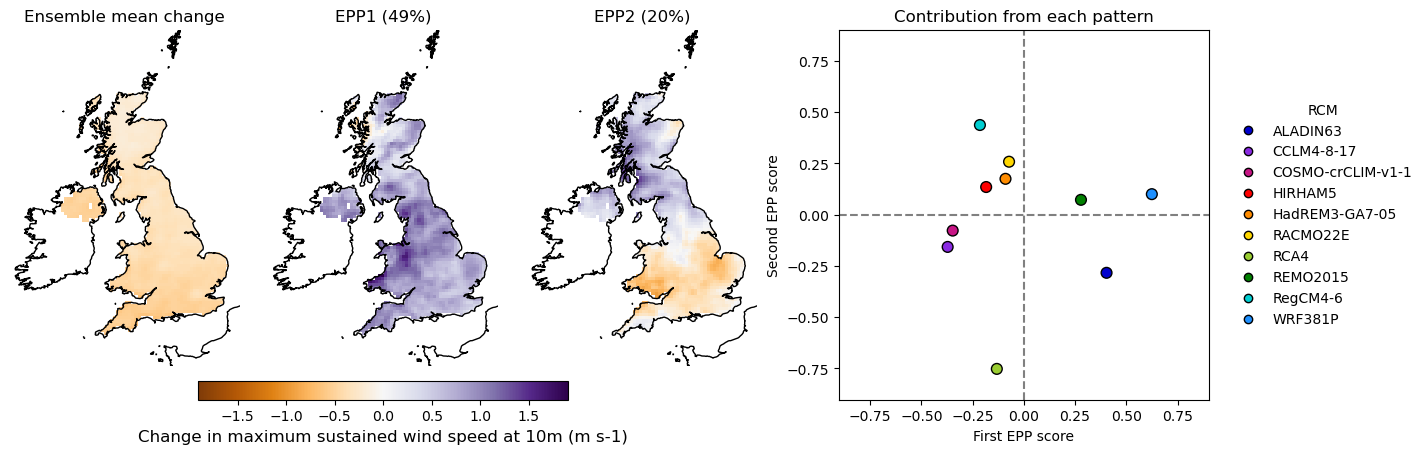 Ensemble mean change
EPP1 (49%)
EPP2 (20%)
−1.5 −1.0 −0.5 0.0 0.5 1.0 1.5
Change in maximum sustained wind speed at 10m (m s-1)
Contribution from each pattern
Second EPP score
0.75
0.50
0.25
0.00
−0.25
−0.50
−0.75
−0.75 −0.50 −0.25 0.00 0.25 0.50 0.75
First EPP score
RCM
ALADIN63
CCLM4-8-17
COSMO-crCLIM-v1-1
HIRHAM5
HadREM3-GA7-05
RACMO22E
RCA4
REMO2015
RegCM4-6
WRF381P